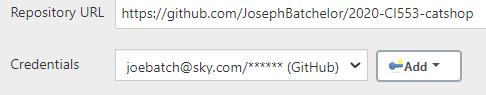 Repository URL https://github.com/JosephBatchelor/2020-CI553-catshop
Credentials joebatch@sky.com/****** (GitHub) Add